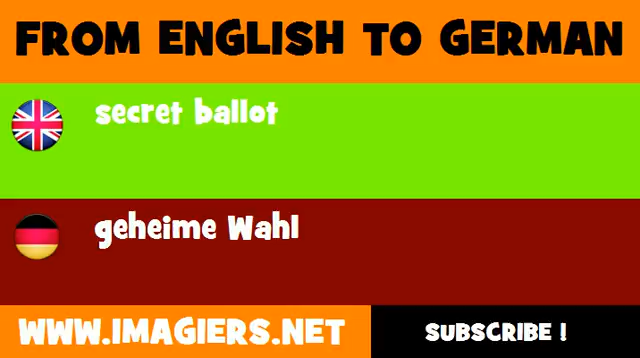 FROM ENGLISH TO GERMAN
secret ballot
geheime Wahl
WWW.IMAGIERS.NET
SUBSCRIBE !